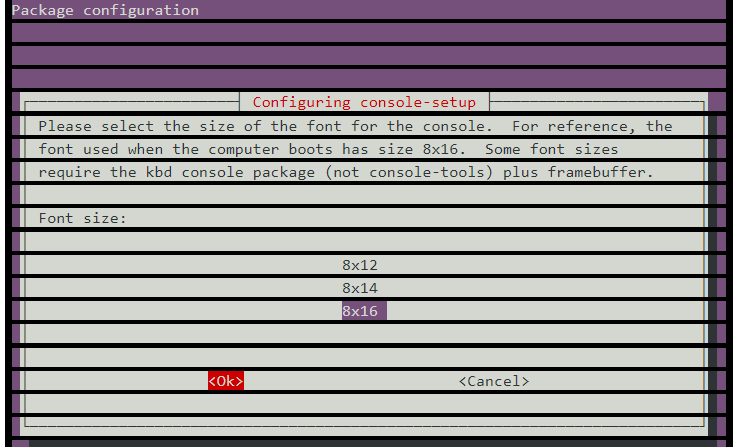 Package configuration
Configuring console-setup
Please select the size of the font for the console.  For reference, the
font used when the computer boots has size 8x16.  Some font sizes
require the kbd console package (not console-tools) plus framebuffer.
Font size:
8x12
8x14
8x16
<Ok> <Cancel>